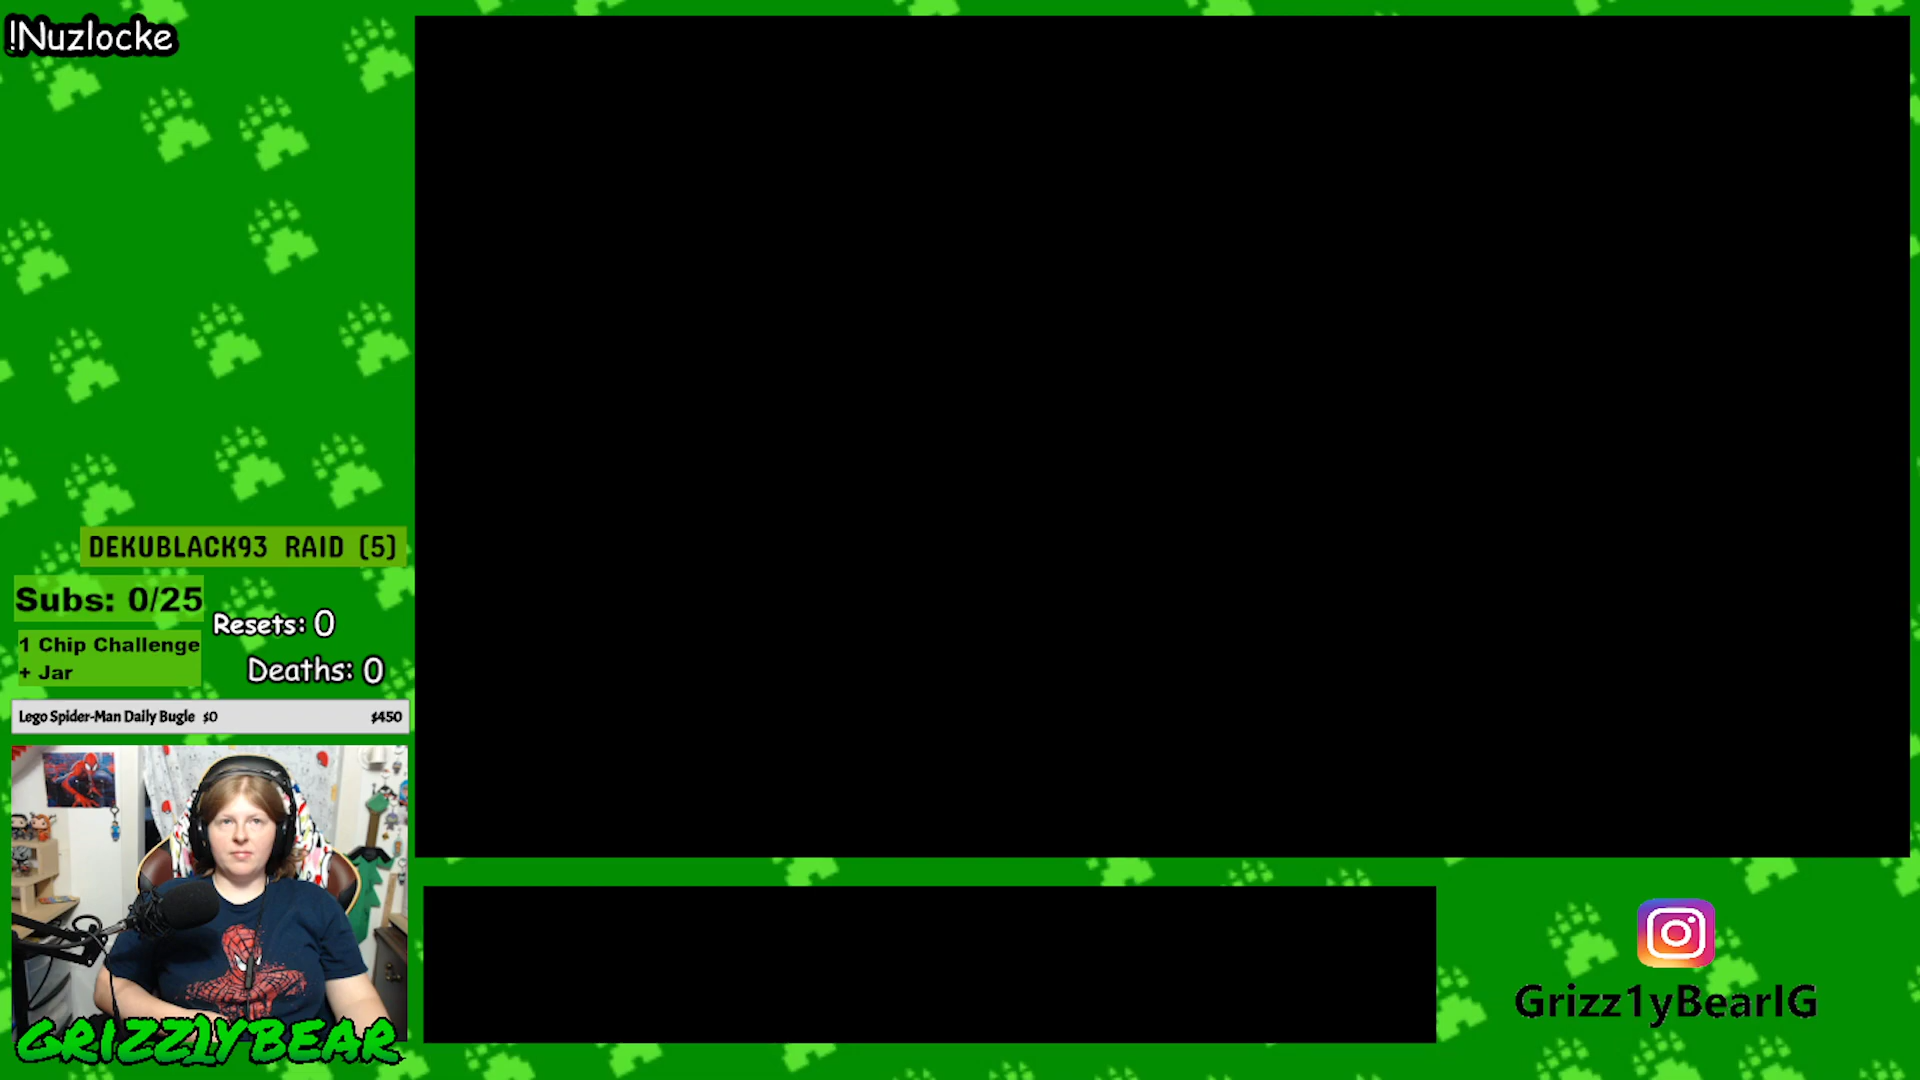 !Nuzlocke
DEKUBLACK93 RAID (5)
Subs: 0/25
Resets: 0
1 Chip Challenge
+ Jar
Deaths: 0
Lego Spider-Man Daily Bugle $0 $450
GRIZZ1YBEAR
Grizz1yBearIG